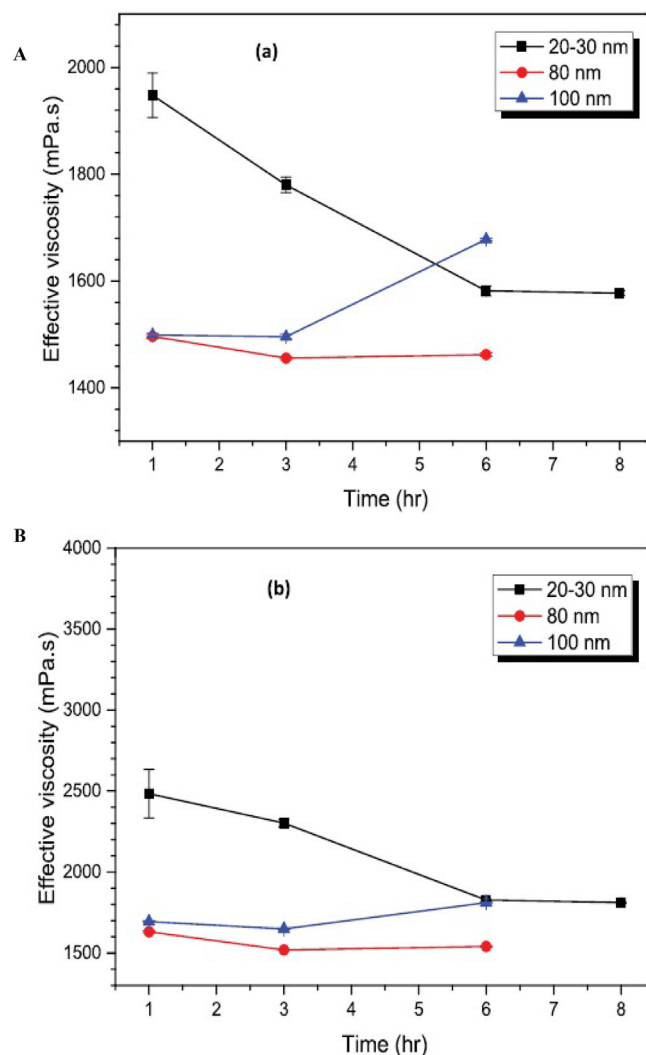 A
(a)
20-30 nm
80 nm
100 nm
2000
1800
1600
1400
Effective viscosity (mPa.s)
1 2 3 4 5 6 7 8
Time (hr)
B
(b)
20-30 nm
80 nm
100 nm
4000
3500
3000
2500
2000
1500
Effective viscosity (mPa.s)
1 2 3 4 5 6 7 8
Time (hr)